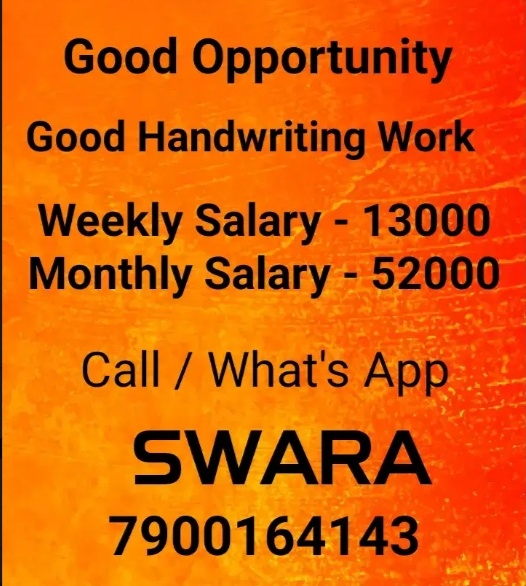 Good Opportunity
Good Handwriting Work
Weekly Salary - 13000
Monthly Salary - 52000
Call / What's App
SWARA
7900164143